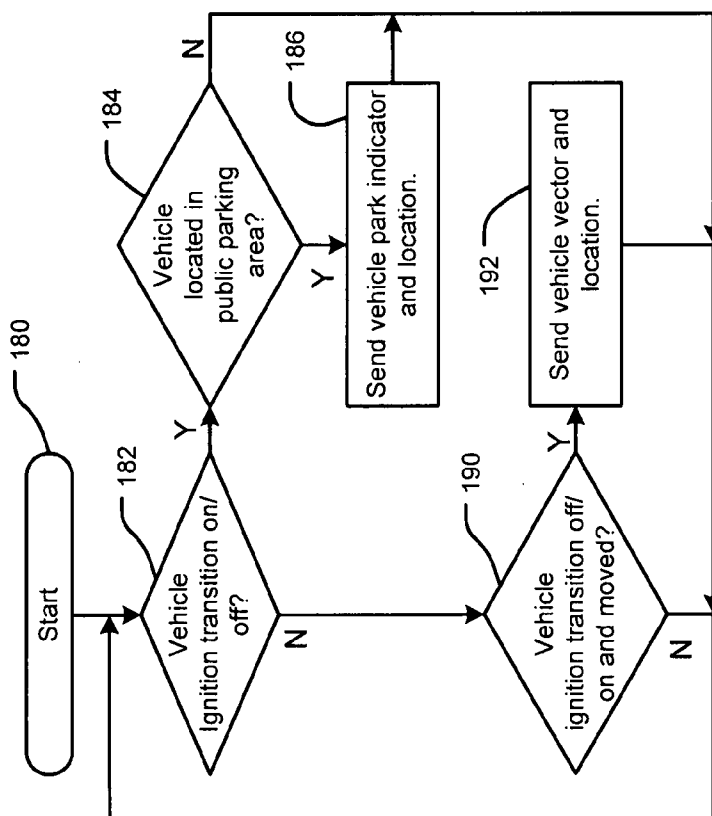 180
Start
182
Vehicle
Ignition transition on/
off?
Y
N
184
Vehicle
located in
public parking
area?
N
Y
186
Send vehicle park indicator
and location.
190
Vehicle
ignition transition off/
on and moved?
Y
N
192
Send vehicle vector and
location.